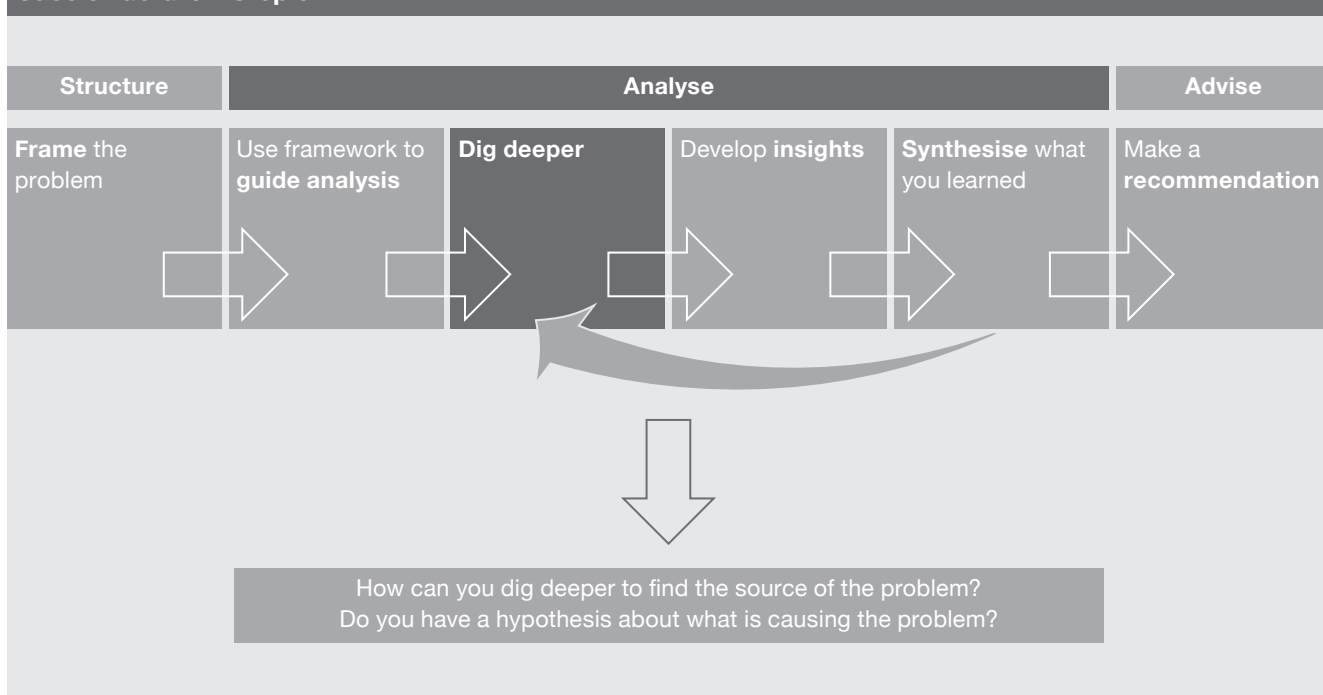 Structure
Analyse
Advise
Frame the
problem
Use framework to
guide analysis
Dig deeper
Develop insights
Synthesise what
you learned
Make a
recommendation
How can you dig deeper to find the source of the problem?
Do you have a hypothesis about what is causing the problem?